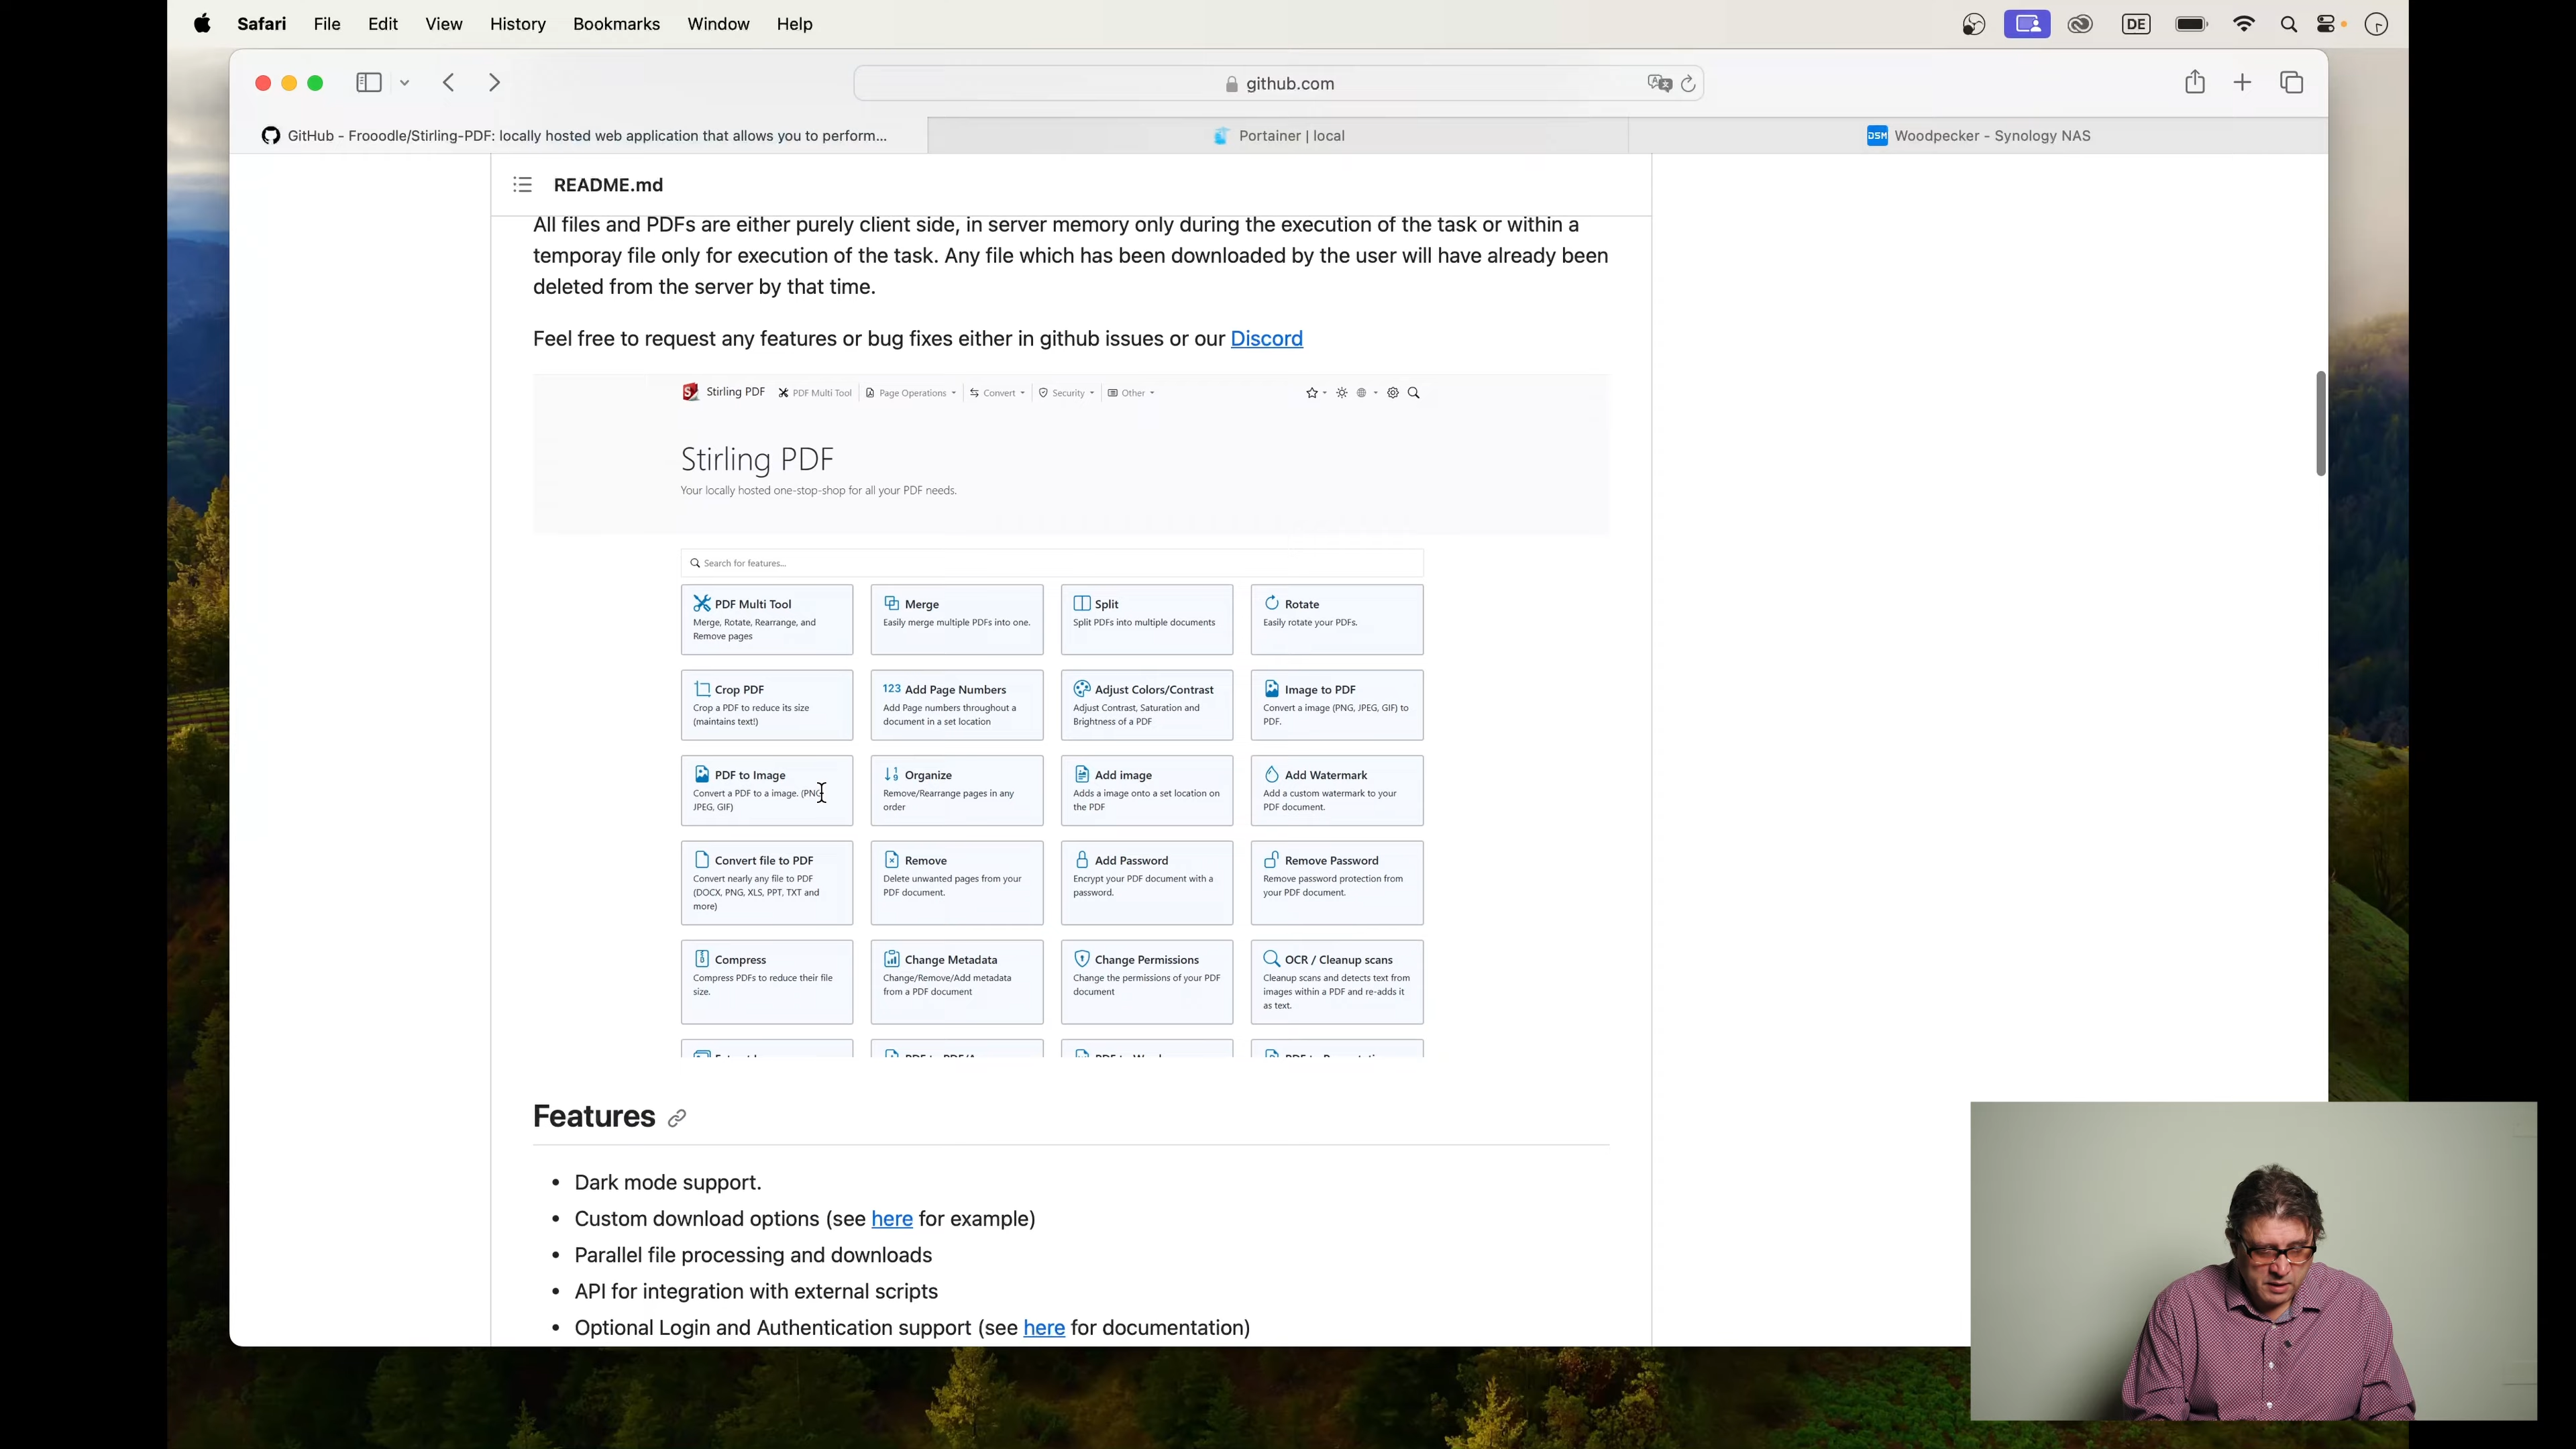 Safari File Edit View History Bookmarks Window Help DE
github.com
GitHub - Frooodle/Stirling-PDF: locally hosted web application that allows you to perform... Portainer | local DSM Woodpecker - Synology NAS
README.md
All files and PDFs are either purely client side, in server memory only during the execution of the task or within a
temporay file only for execution of the task. Any file which has been downloaded by the user will have already been
deleted from the server by that time.
Feel free to request any features or bug fixes either in github issues or our Discord
Stirling PDF PDF Multi Tool Page Operations Convert Security Other
Stirling PDF
Your locally hosted one-stop-shop for all your PDF needs.
Search for features...
PDF Multi Tool
Merge, Rotate, Rearrange, and
Remove pages
Merge
Easily merge multiple PDFs into one.
Split
Split PDFs into multiple documents
Rotate
Easily rotate your PDFs.
Crop PDF
Crop a PDF to reduce its size
(maintains text!)
123 Add Page Numbers
Add Page numbers throughout a
document in a set location
Adjust Colors/Contrast
Adjust Contrast, Saturation and
Brightness of a PDF
Image to PDF
Convert a image (PNG, JPEG, GIF) to
PDF.
PDF to Image
Convert a PDF to a image. (PNG
JPEG, GIF)
Organize
Remove/Rearrange pages in any
order
Add image
Adds a image onto a set location on
the PDF
Add Watermark
Add a custom watermark to your
PDF document.
Convert file to PDF
Convert nearly any file to PDF
(DOCX, PNG, XLS, PPT, TXT and
more)
Remove
Delete unwanted pages from your
PDF document.
Add Password
Encrypt your PDF document with a
password.
Remove Password
Remove password protection from
your PDF document.
Compress
Compress PDFs to reduce their file
size.
Change Metadata
Change/Remove/Add metadata
from a PDF document
Change Permissions
Change the permissions of your PDF
document
OCR / Cleanup scans
Cleanup scans and detects text from
images within a PDF and re-adds it
as text.
Features
• Dark mode support.
• Custom download options (see here for example)
• Parallel file processing and downloads
• API for integration with external scripts
• Optional Login and Authentication support (see here for documentation)